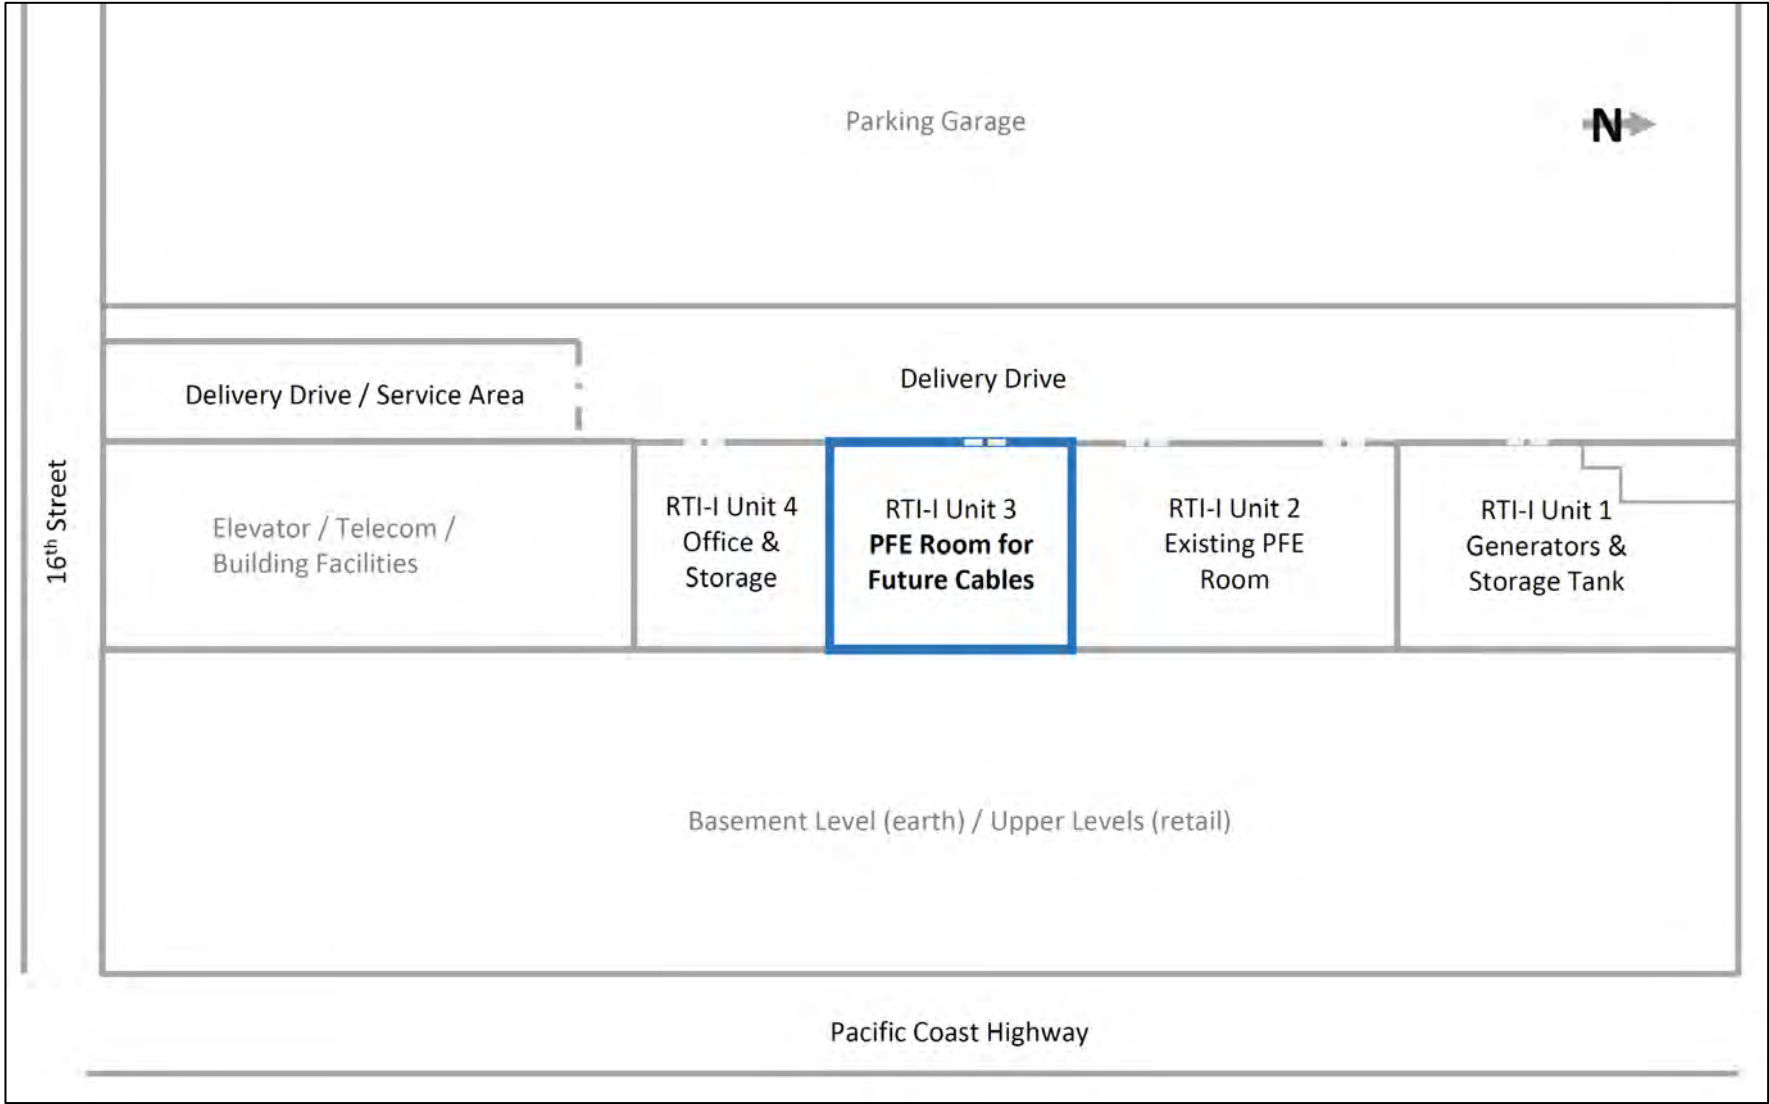 Parking Garage
N
Delivery Drive
Delivery Drive / Service Area
16th Street
Elevator / Telecom /
Building Facilities
RTI-I Unit 4
Office &
Storage
RTI-I Unit 3
PFE Room for
Future Cables
RTI-I Unit 2
Existing PFE
Room
RTI-I Unit 1
Generators &
Storage Tank
Basement Level (earth) / Upper Levels (retail)
Pacific Coast Highway